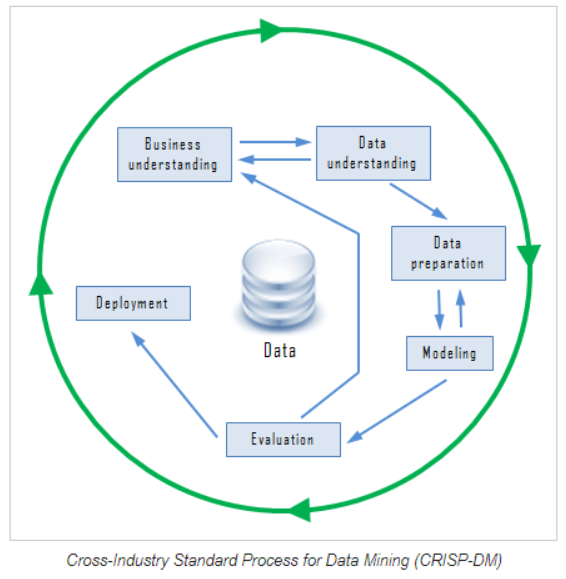 Business
understanding
Data
understanding
Data
preparation
Deployment
Data
Modeling
Evaluation
Cross-Industry Standard Process for Data Mining (CRISP-DM)